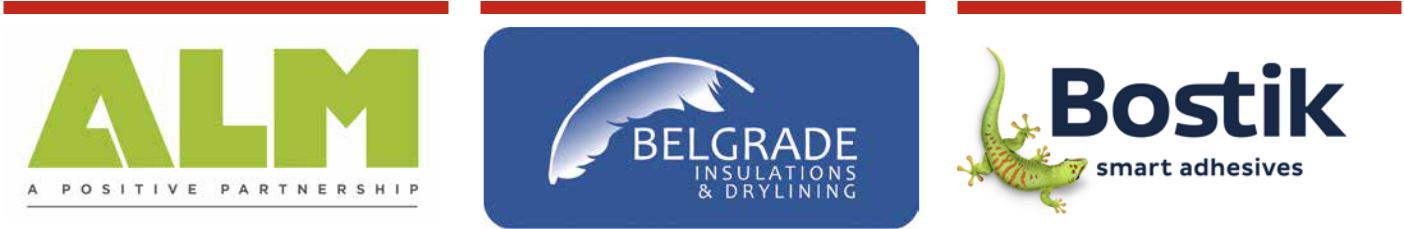 ALM
A POSITIVE PARTNERSHIP
BELGRADE
INSULATIONS
& DRYLINING
Bostik
smart adhesives